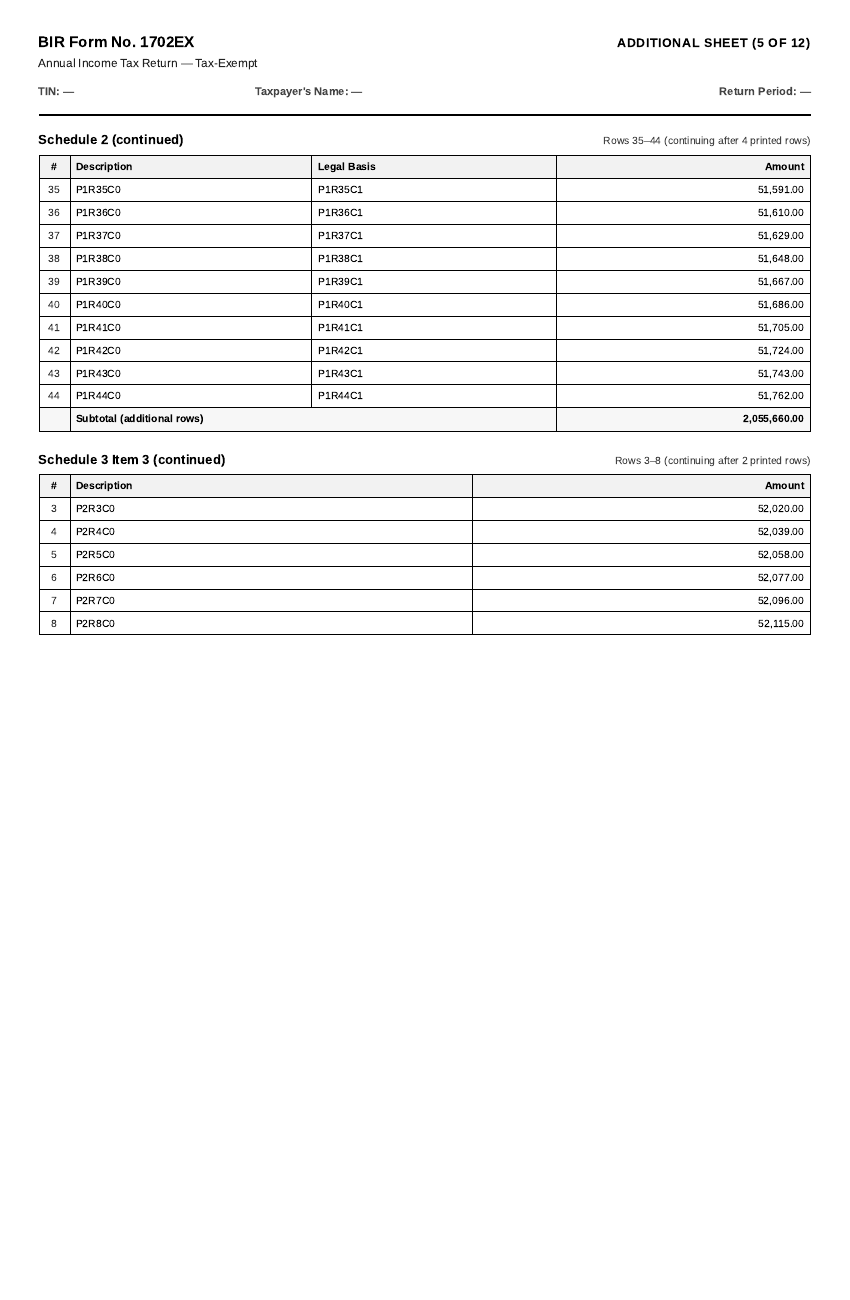 BIR Form No. 1702EX
ADDITIONAL SHEET (5 OF 12)
Annual Income Tax Return — Tax-Exempt
TIN: — Taxpayer's Name: — Return Period: —
Schedule 2 (continued)
Rows 35–44 (continuing after 4 printed rows)
# Description Legal Basis Amount
35 P1R35C0 P1R35C1 51,591.00
36 P1R36C0 P1R36C1 51,610.00
37 P1R37C0 P1R37C1 51,629.00
38 P1R38C0 P1R38C1 51,648.00
39 P1R39C0 P1R39C1 51,667.00
40 P1R40C0 P1R40C1 51,686.00
41 P1R41C0 P1R41C1 51,705.00
42 P1R42C0 P1R42C1 51,724.00
43 P1R43C0 P1R43C1 51,743.00
44 P1R44C0 P1R44C1 51,762.00
Subtotal (additional rows) 2,055,660.00
Schedule 3 Item 3 (continued)
Rows 3–8 (continuing after 2 printed rows)
# Description Amount
3 P2R3C0 52,020.00
4 P2R4C0 52,039.00
5 P2R5C0 52,058.00
6 P2R6C0 52,077.00
7 P2R7C0 52,096.00
8 P2R8C0 52,115.00